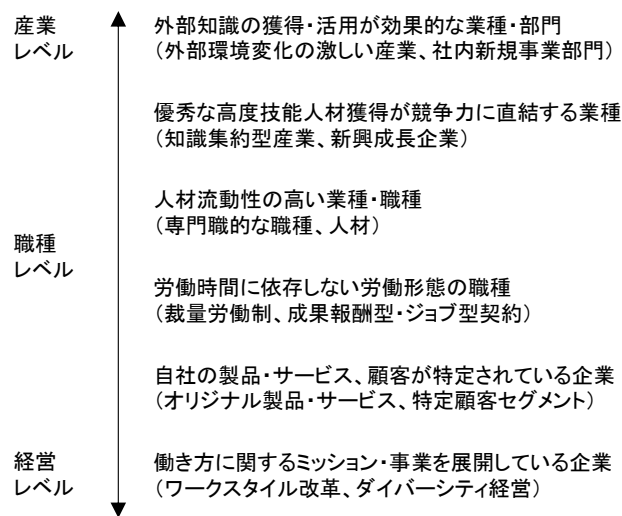 産業
レベル
外部知識の獲得・活用が効果的な業種・部門
（外部環境変化の激しい産業、社内新規事業部門）
優秀な高度技能人材獲得が競争力に直結する業種
（知識集約型産業、新興成長企業）
人材流動性の高い業種・職種
（専門職的な職種、人材）
職種
レベル
労働時間に依存しない労働形態の職種
（裁量労働制、成果報酬型・ジョブ型契約）
自社の製品・サービス、顧客が特定されている企業
（オリジナル製品・サービス、特定顧客セグメント）
経営
レベル
働き方に関するミッション・事業を展開している企業
（ワークスタイル改革、ダイバーシティ経営）